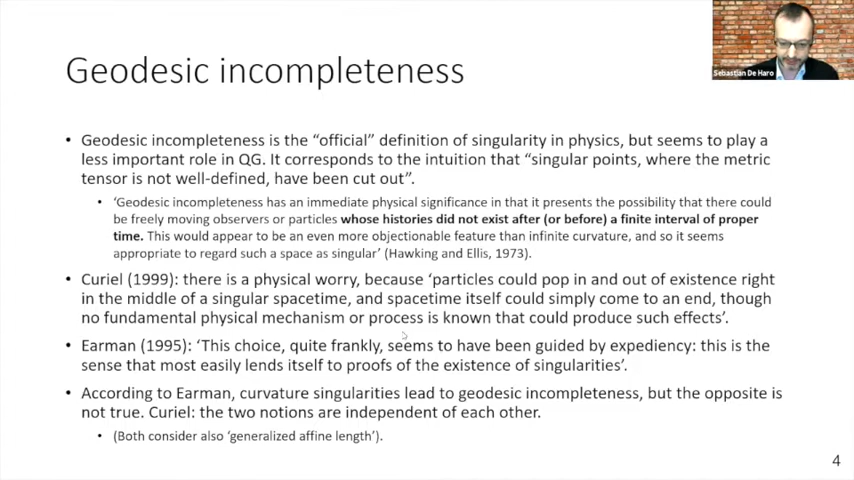 Sebastian De Haro
Geodesic incompleteness
• Geodesic incompleteness is the “official” definition of singularity in physics, but seems to play a
less important role in QG. It corresponds to the intuition that “singular points, where the metric
tensor is not well-defined, have been cut out”.
• ‘Geodesic incompleteness has an immediate physical significance in that it presents the possibility that there could
be freely moving observers or particles whose histories did not exist after (or before) a finite interval of proper
time. This would appear to be an even more objectionable feature than infinite curvature, and so it seems
appropriate to regard such a space as singular’ (Hawking and Ellis, 1973).
• Curiel (1999): there is a physical worry, because ‘particles could pop in and out of existence right
in the middle of a singular spacetime, and spacetime itself could simply come to an end, though
no fundamental physical mechanism or process is known that could produce such effects’.
• Earman (1995): ‘This choice, quite frankly, seems to have been guided by expediency: this is the
sense that most easily lends itself to proofs of the existence of singularities’.
• According to Earman, curvature singularities lead to geodesic incompleteness, but the opposite is
not true. Curiel: the two notions are independent of each other.
• (Both consider also ‘generalized affine length’).
4